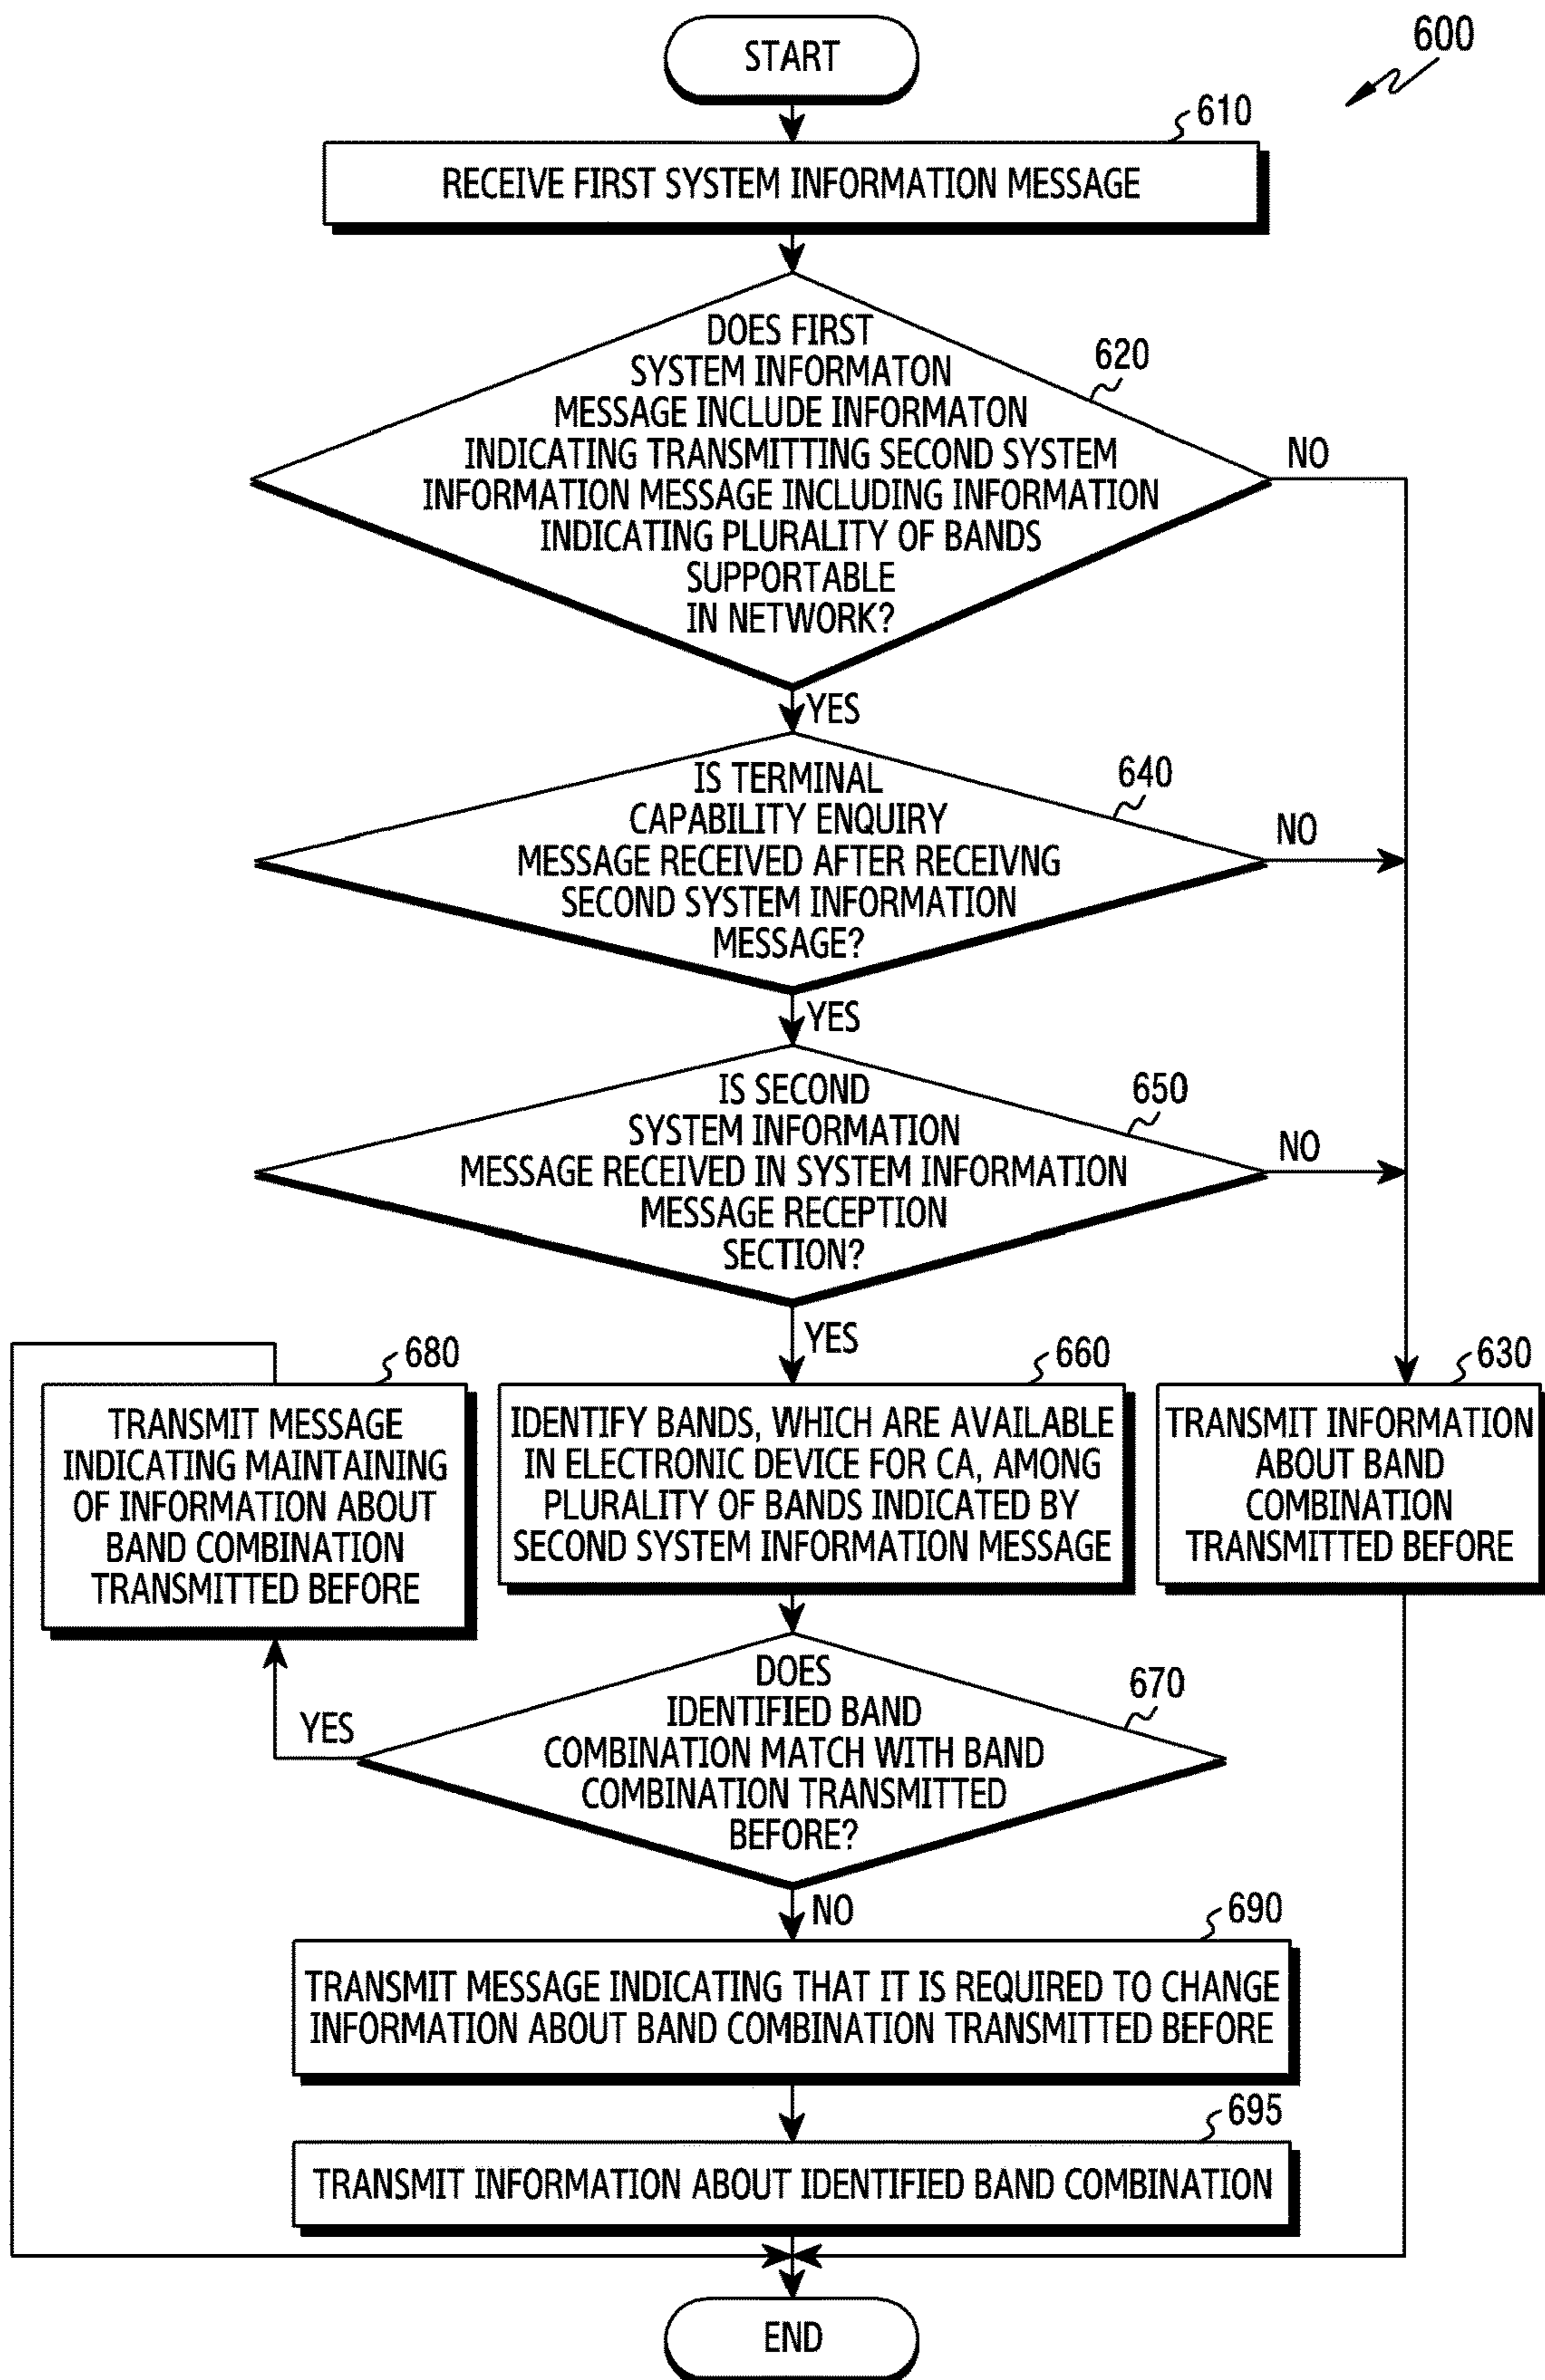 START
600
610
RECEIVE FIRST SYSTEM INFORMATION MESSAGE
DOES FIRST
SYSTEM INFORMATON
MESSAGE INCLUDE INFORMATON
INDICATING TRANSMITTING SECOND SYSTEM
INFORMATION MESSAGE INCLUDING INFORMATION
INDICATING PLURALITY OF BANDS
SUPPORTABLE
IN NETWORK?
620
NO
YES
IS TERMINAL
CAPABILITY ENQUIRY
MESSAGE RECEIVED AFTER RECEIVNG
SECOND SYSTEM INFORMATION
MESSAGE?
640
NO
YES
IS SECOND
SYSTEM INFORMATION
MESSAGE RECEIVED IN SYSTEM INFORMATION
MESSAGE RECEPTION
SECTION?
650
NO
YES
680
TRANSMIT MESSAGE
INDICATING MAINTAINING
OF INFORMATION ABOUT
BAND COMBINATION
TRANSMITTED BEFORE
660
IDENTIFY BANDS, WHICH ARE AVAILABLE
IN ELECTRONIC DEVICE FOR CA, AMONG
PLURALITY OF BANDS INDICATED BY
SECOND SYSTEM INFORMATION MESSAGE
630
TRANSMIT INFORMATION
ABOUT BAND
COMBINATION
TRANSMITTED BEFORE
DOES
IDENTIFIED BAND
COMBINATION MATCH WITH BAND
COMBINATION TRANSMITTED
BEFORE?
670
YES
NO
690
TRANSMIT MESSAGE INDICATING THAT IT IS REQUIRED TO CHANGE
INFORMATION ABOUT BAND COMBINATION TRANSMITTED BEFORE
695
TRANSMIT INFORMATION ABOUT IDENTIFIED BAND COMBINATION
END